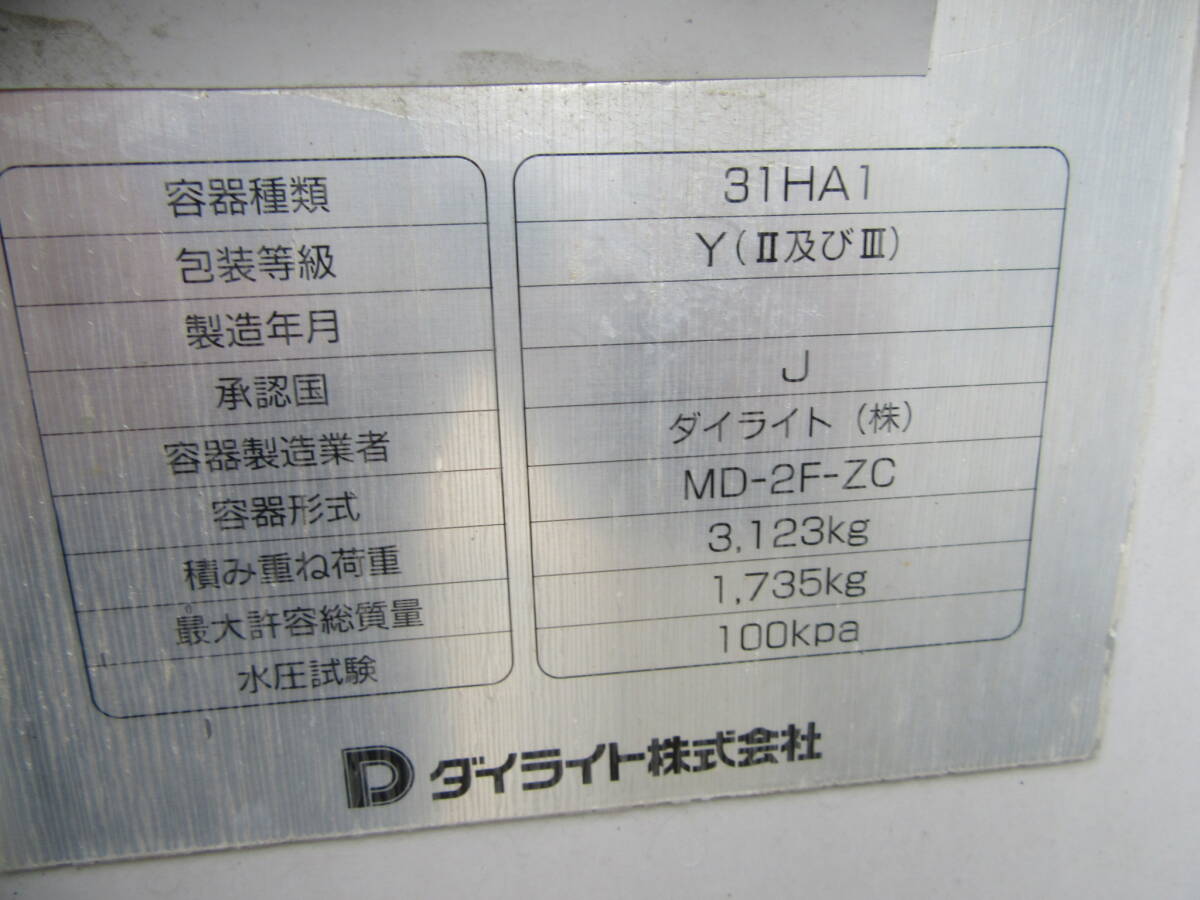 容器種類 31HA1
包装等級 Y(Ⅱ及びⅢ)
製造年月
承認国 J
容器製造業者 ダイライト(株)
容器形式 MD-2F-ZC
積み重ね荷重 3,123kg
最大許容総質量 1,735kg
水圧試験 100kpa
ダイライト株式会社